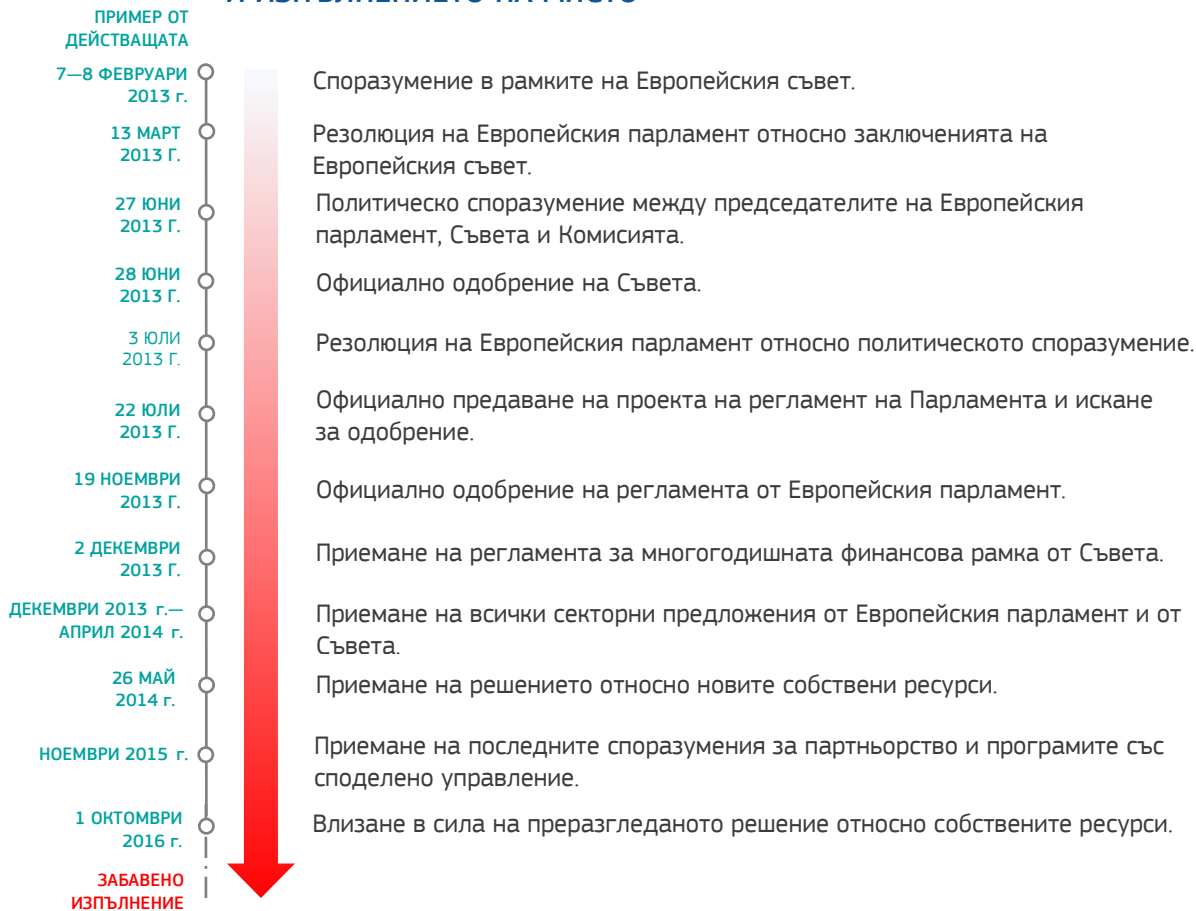 И ИЗПЪЛНЕНИЕТО НА МЯСТО
ПРИМЕР ОТ
ДЕЙСТВАЩАТА
7—8 ФЕВРУАРИ
2013 г.
Споразумение в рамките на Европейския съвет.
13 МАРТ
2013 Г.
Резолюция на Европейския парламент относно заключенията на
Европейския съвет.
27 ЮНИ
2013 Г.
Политическо споразумение между председателите на Европейския
парламент, Съвета и Комисията.
28 ЮНИ
2013 Г.
Официално одобрение на Съвета.
3 ЮЛИ
2013 Г.
Резолюция на Европейския парламент относно политическото споразумение.
22 ЮЛИ
2013 Г.
Официално предаване на проекта на регламент на Парламента и искане
за одобрение.
19 НОЕМВРИ
2013 Г.
Официално одобрение на регламента от Европейския парламент.
2 ДЕКЕМВРИ
2013 Г.
Приемане на регламента за многогодишната финансова рамка от Съвета.
ДЕКЕМВРИ 2013 г.—
АПРИЛ 2014 г.
Приемане на всички секторни предложения от Европейския парламент и от
Съвета.
26 МАЙ
2014 г.
Приемане на решението относно новите собствени ресурси.
НОЕМВРИ 2015 г.
Приемане на последните споразумения за партньорство и програмите със
споделено управление.
1 ОКТОМВРИ
2016 г.
Влизане в сила на преразгледаното решение относно собствените ресурси.
ЗАБАВЕНО
ИЗПЪЛНЕНИЕ